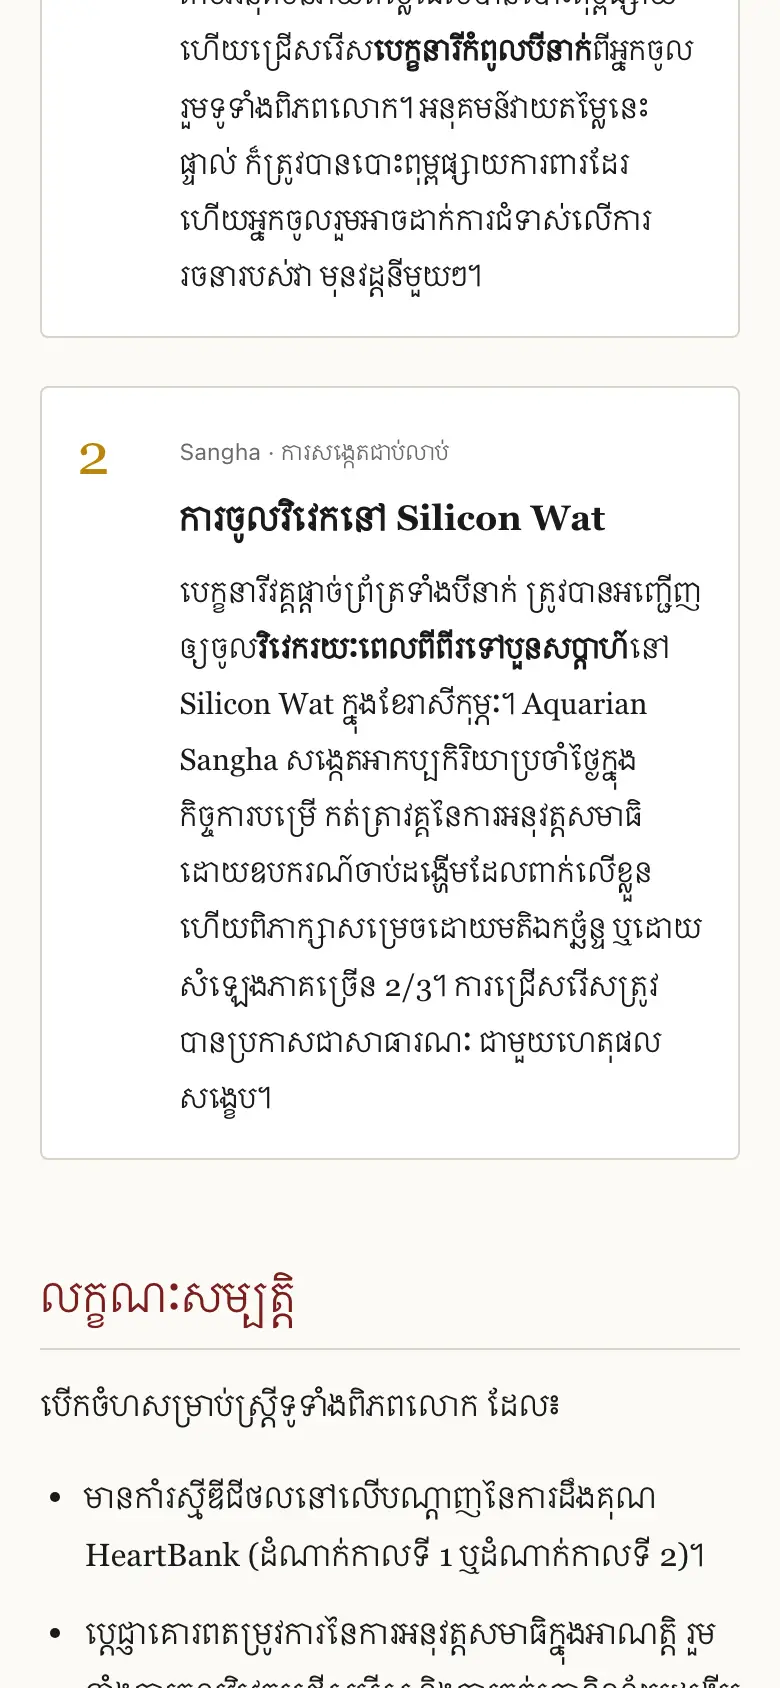 ហើយជ្រើសរើសបេក្ខនារីកំពូលបីនាក់ពីអ្នកចូល
រួមទូទាំងពិភពលោក។ អនុគមន៍វាយតម្លៃនេះ
ផ្ទាល់ ក៏ត្រូវបានបោះពុម្ពផ្សាយការពារដែរ
ហើយអ្នកចូលរួមអាចដាក់ការជំទាស់លើការ
រចនារបស់វា មុនវដ្តនីមួយៗ។
2
Sangha · ការសង្កេតជាប់លាប់
ការចូលវិវេកនៅ Silicon Wat
បេក្ខនារីវគ្គផ្ដាច់ព្រ័ត្រទាំងបីនាក់ ត្រូវបានអញ្ជើញ
ឲ្យចូលវិវេករយៈពេលពីពីរទៅបួនសប្ដាហ៍នៅ
Silicon Wat ក្នុងខែរាសីកុម្ភៈ។ Aquarian
Sangha សង្កេតអាកប្បកិរិយាប្រចាំថ្ងៃក្នុង
កិច្ចការបម្រើ កត់ត្រាវគ្គនៃការអនុវត្តសមាធិ
ដោយឧបករណ៍ចាប់ដង្ហើមដែលពាក់លើខ្លួន
ហើយពិភាក្សាសម្រេចដោយមតិឯកច្ឆ័ន្ទ ឬដោយ
សំឡេងភាគច្រើន 2/3។ ការជ្រើសរើសត្រូវ
បានប្រកាសជាសាធារណៈ ជាមួយហេតុផល
សង្ខេប។
លក្ខណៈសម្បត្តិ
បើកចំហសម្រាប់ស្ត្រីទូទាំងពិភពលោក ដែល៖
• មានកាំរស្មីឌីជីថលនៅលើបណ្ដាញនៃការដឹងគុណ
HeartBank (ដំណាក់កាលទី 1 ឬដំណាក់កាលទី 2)។
• ប្ដេជ្ញាគោរពតម្រូវការនៃការអនុវត្តសមាធិក្នុងអាណត្តិ រួម